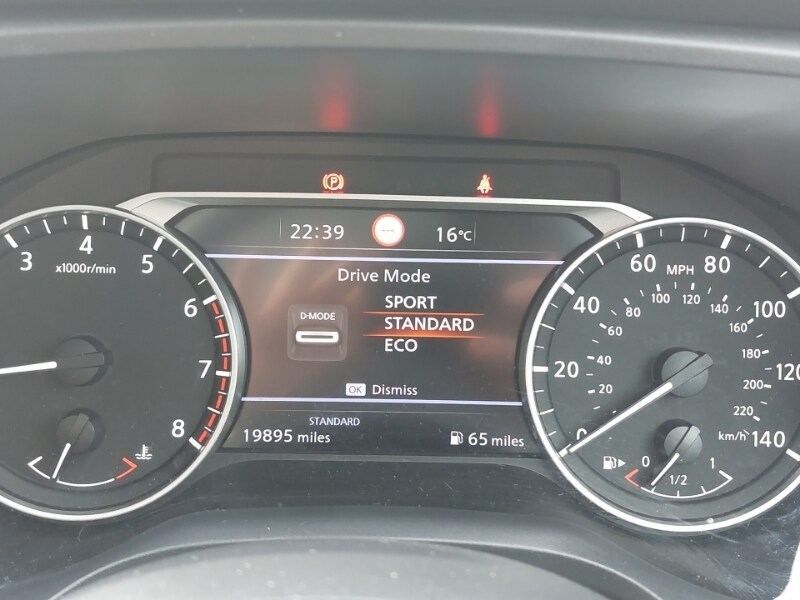 P
22:39
---
16°C
Drive Mode
D-MODE
SPORT
STANDARD
ECO
OK Dismiss
STANDARD
19895 miles
65 miles
3 4 5 6 7 8
x1000r/min
0 20 40 60 80 100 120 140
MPH
20 40 60 80 100 120 140 160 180 200 220
km/h
0 1/2 1